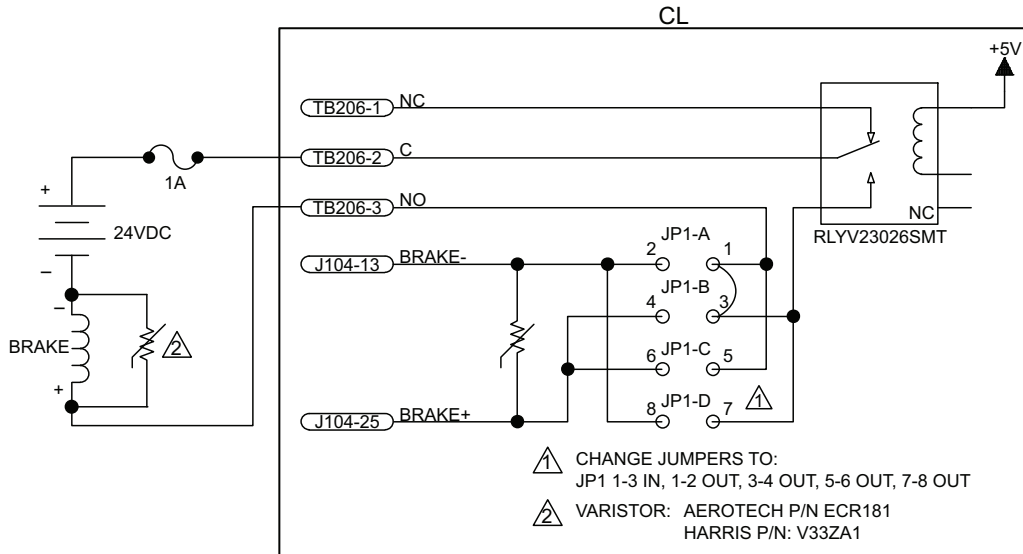 CL
+5V
TB206-1 NC
TB206-2 C
1A
TB206-3 NO
+
24VDC
NC
RLYV23026SMT
JP1-A
2 1
J104-13 BRAKE-
JP1-B
4 3
–
–
BRAKE
2
JP1-C
6 5
+
JP1-D
8 7
1
J104-25 BRAKE+
1 CHANGE JUMPERS TO:
JP1 1-3 IN, 1-2 OUT, 3-4 OUT, 5-6 OUT, 7-8 OUT
2 VARISTOR: AEROTECH P/N ECR181
HARRIS P/N: V33ZA1